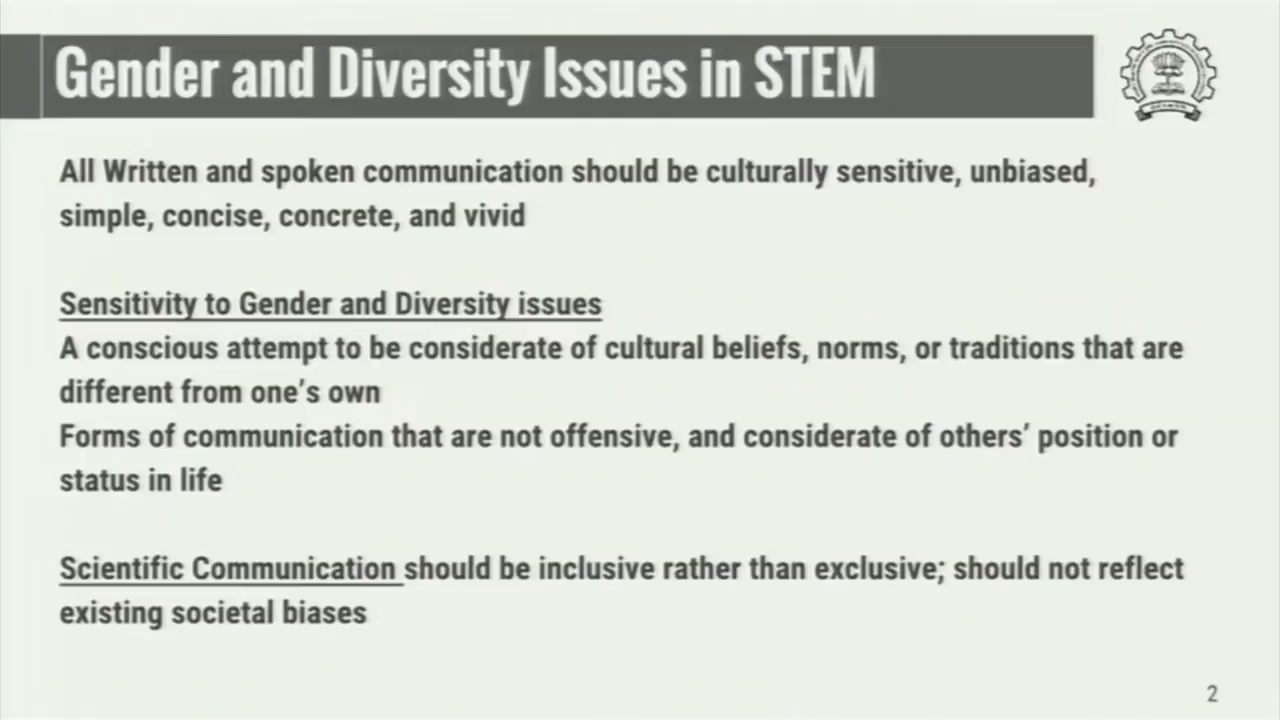 Gender and Diversity Issues in STEM
All Written and spoken communication should be culturally sensitive, unbiased,
simple, concise, concrete, and vivid
Sensitivity to Gender and Diversity issues
A conscious attempt to be considerate of cultural beliefs, norms, or traditions that are
different from one's own
Forms of communication that are not offensive, and considerate of others' position or
status in life
Scientific Communication should be inclusive rather than exclusive; should not reflect
existing societal biases
2